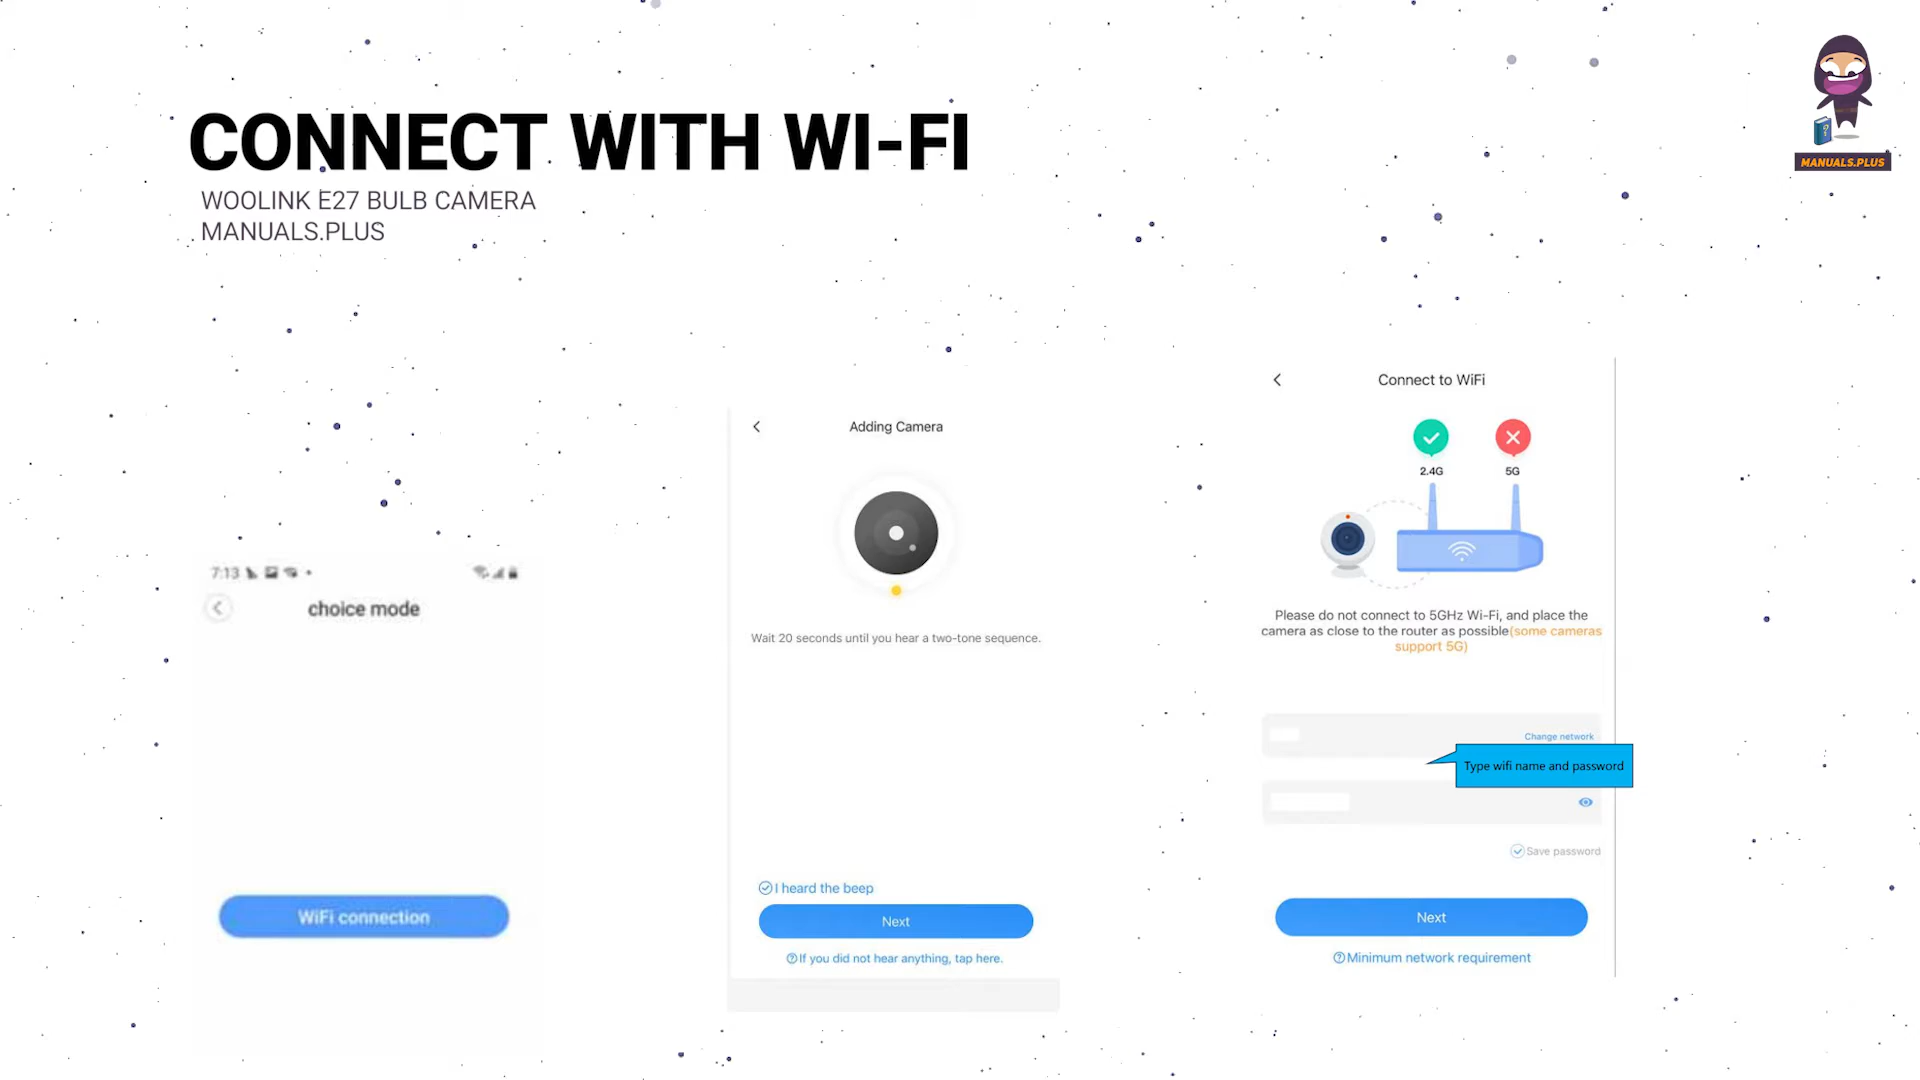 CONNECT WITH WI-FI
WOOLINK E27 BULB CAMERA
MANUALS.PLUS
MANUALS.PLUS
7:13
choice mode
WiFi connection
Adding Camera
Wait 20 seconds until you hear a two-tone sequence.
I heard the beep
Next
If you did not hear anything, tap here.
Connect to WiFi
2.4G 5G
Please do not connect to 5GHz Wi-Fi, and place the
camera as close to the router as possible(some cameras
support 5G)
Change network
Type wifi name and password
Save password
Next
Minimum network requirement